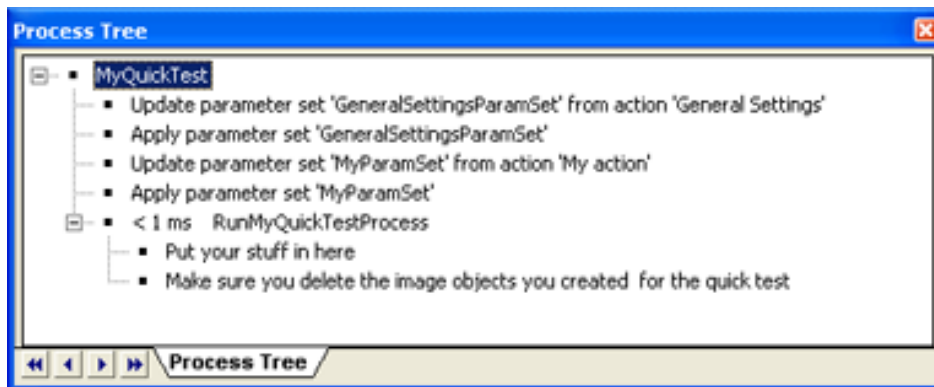 Process Tree
MyQuickTest
Update parameter set 'GeneralSettingsParamSet' from action 'General Settings'
Apply parameter set 'GeneralSettingsParamSet'
Update parameter set 'MyParamSet' from action 'My action'
Apply parameter set 'MyParamSet'
< 1 ms RunMyQuickTestProcess
Put your stuff in here
Make sure you delete the image objects you created for the quick test
Process Tree